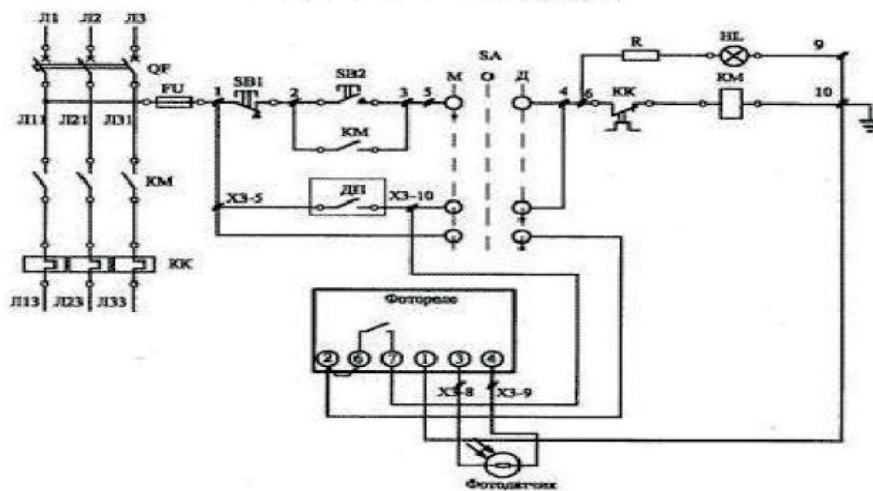 Л1 Л2 Л3
QF
FU
1 SB1 2 SB2 3 5
КМ
SA
М О Д
4 6 КК
R HL 9
КМ 10
Л11 Л21 Л31
КМ
КК
Л13 Л23 Л33
Х3-5 ДП Х3-10
Фотореле
2 6 7 1 3 4
Х3-8 Х3-9
Фотодатчик